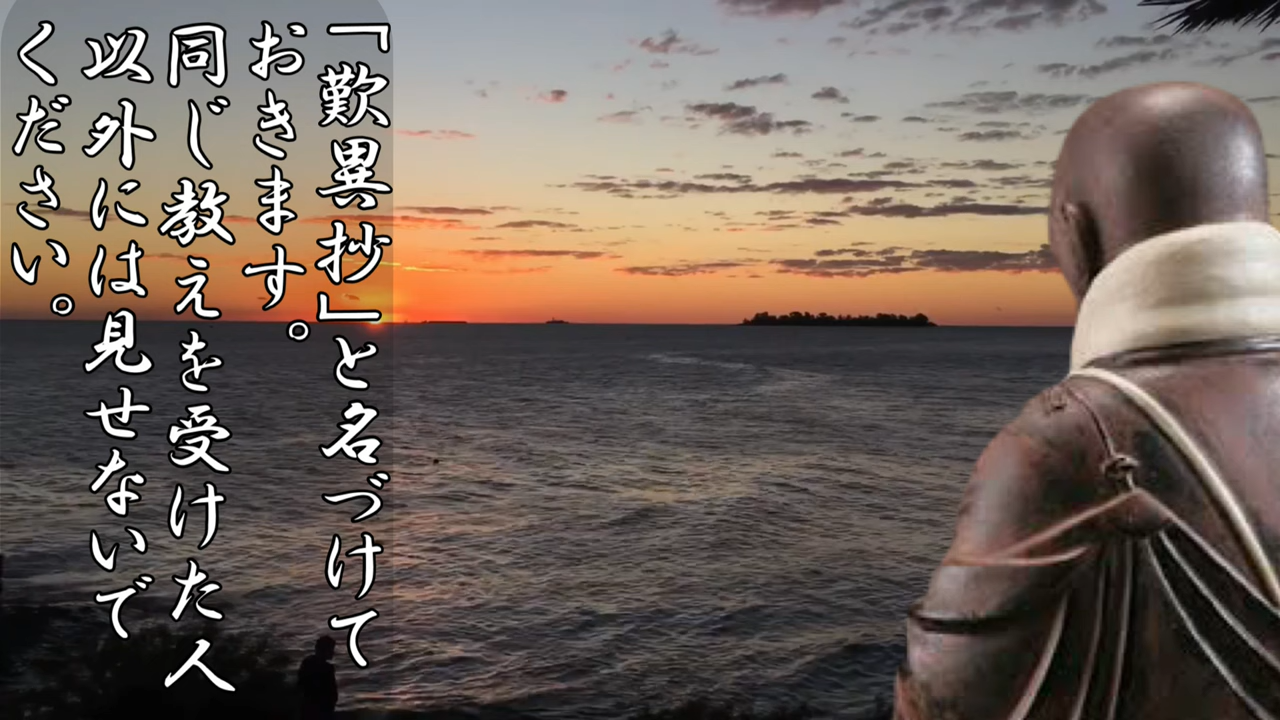 「歎異抄」と名づけて
おきます。
同じ教えを受けた人
以外には見せないで
ください。